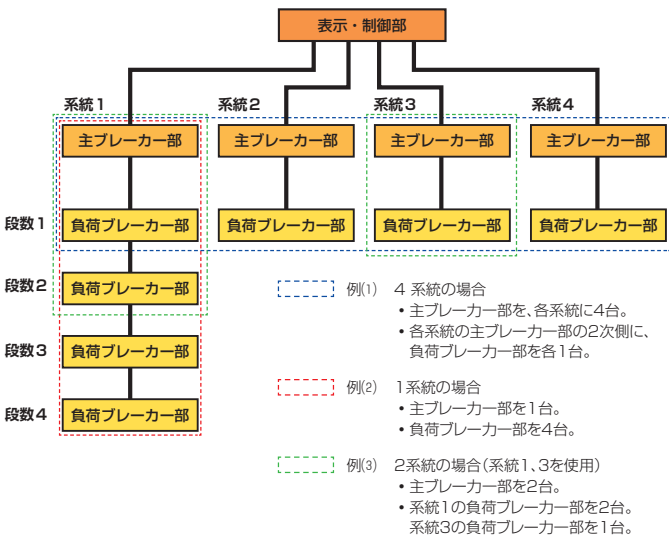 表示・制御部
系統1 系統2 系統3 系統4
主ブレーカー部 主ブレーカー部 主ブレーカー部 主ブレーカー部
段数1 負荷ブレーカー部 負荷ブレーカー部 負荷ブレーカー部 負荷ブレーカー部
段数2 負荷ブレーカー部
段数3 負荷ブレーカー部
段数4 負荷ブレーカー部
例(1) 4 系統の場合
・主ブレーカー部を、各系統に4台。
・各系統の主ブレーカー部の2次側に、
負荷ブレーカー部を各1台。
例(2) 1系統の場合
・主ブレーカー部を1台。
・負荷ブレーカー部を4台。
例(3) 2系統の場合(系統1、3を使用)
・主ブレーカー部を2台。
・系統1の負荷ブレーカー部を2台。
系統3の負荷ブレーカー部を1台。